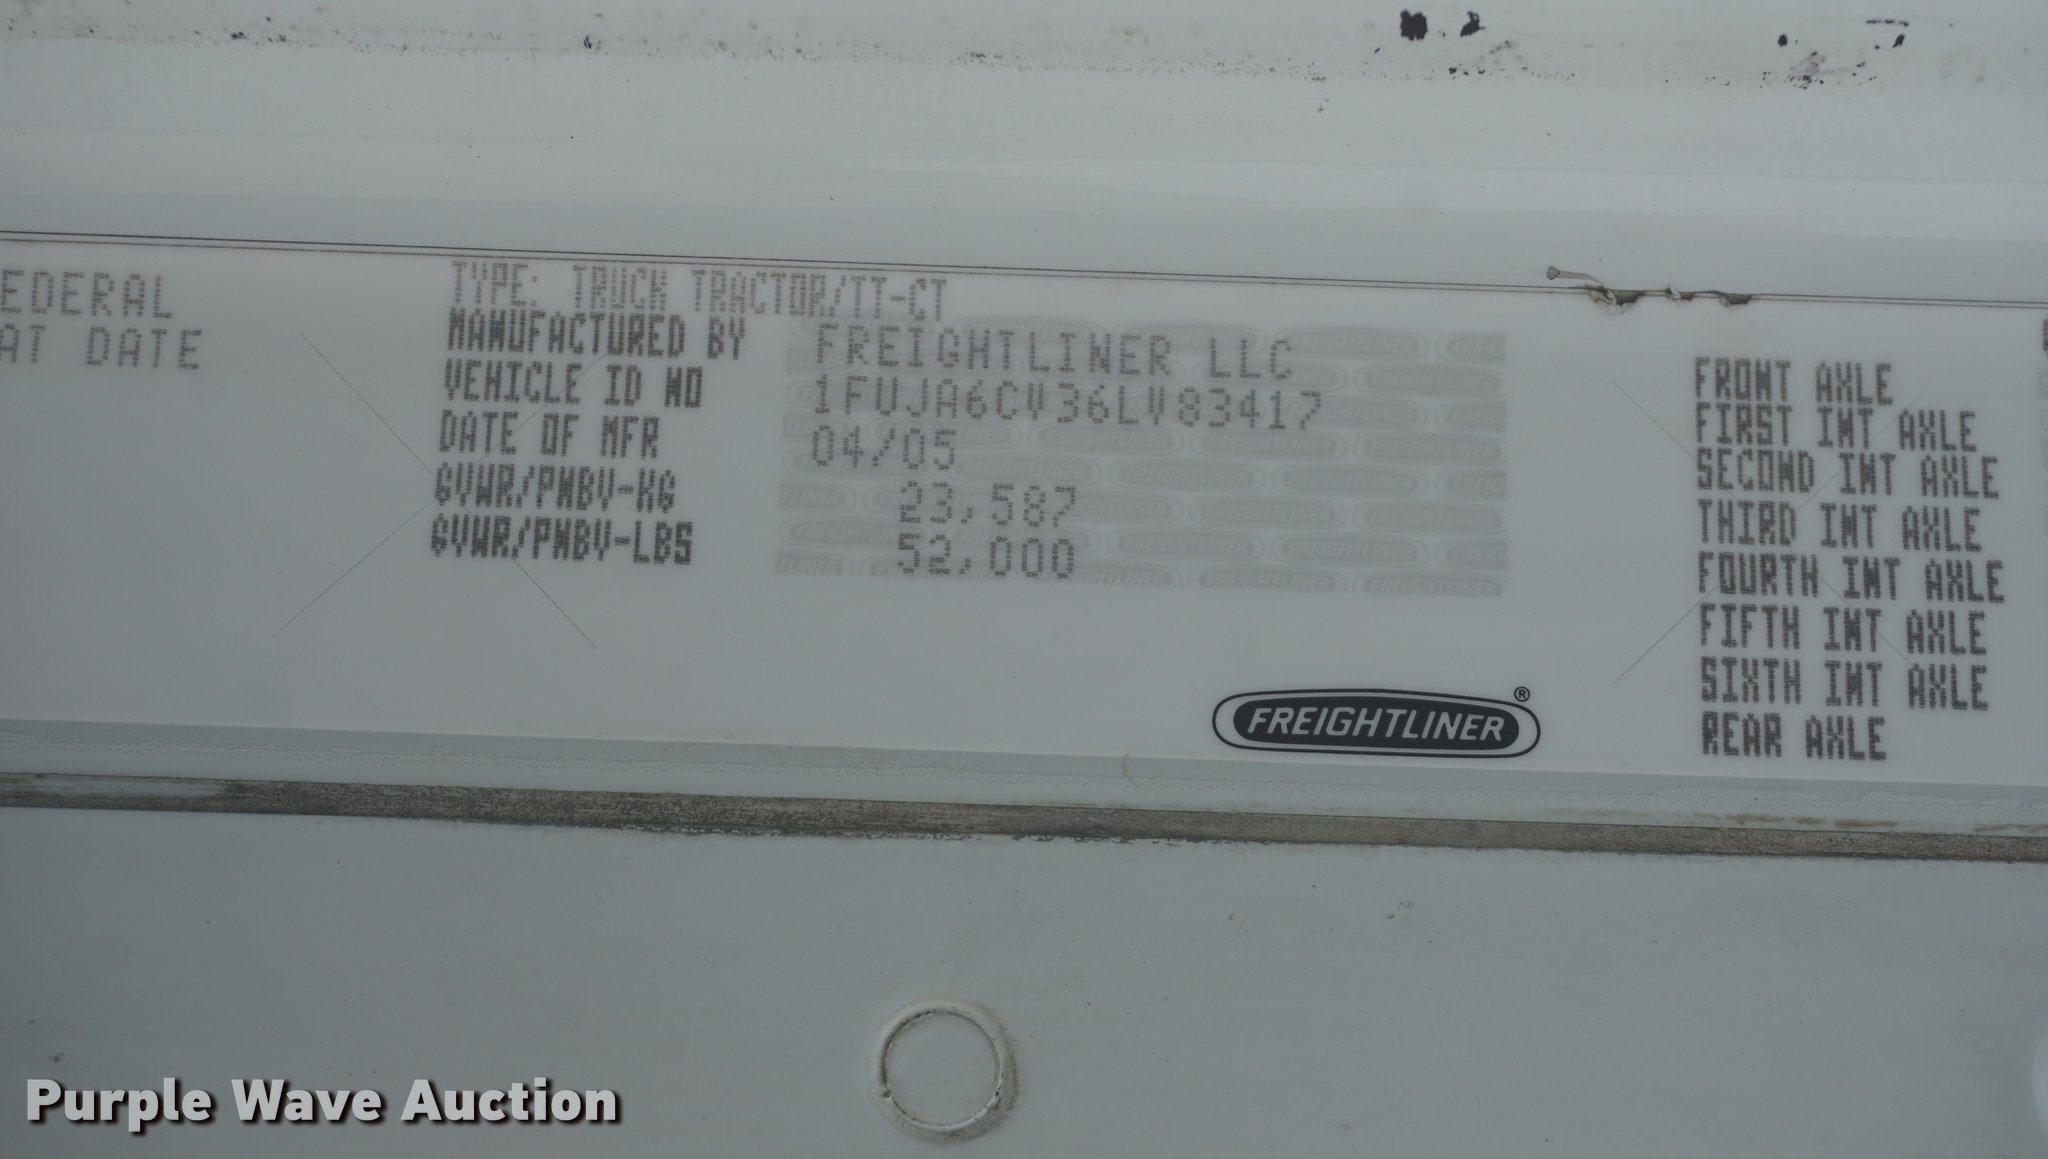 EDERAL
AT DATE
TYPE: TRUCK TRACTOR/TT-CT
MANUFACTURED BY FREIGHTLINER LLC
VEHICLE ID NO 1FUJA6CV36LV83417
DATE OF MFR 04/05
GVWR/PNBV-KG 23,587
GVWR/PNBV-LBS 52,000
FREIGHTLINER®
FRONT AXLE
FIRST INT AXLE
SECOND INT AXLE
THIRD INT AXLE
FOURTH INT AXLE
FIFTH INT AXLE
SIXTH INT AXLE
REAR AXLE
Purple Wave Auction